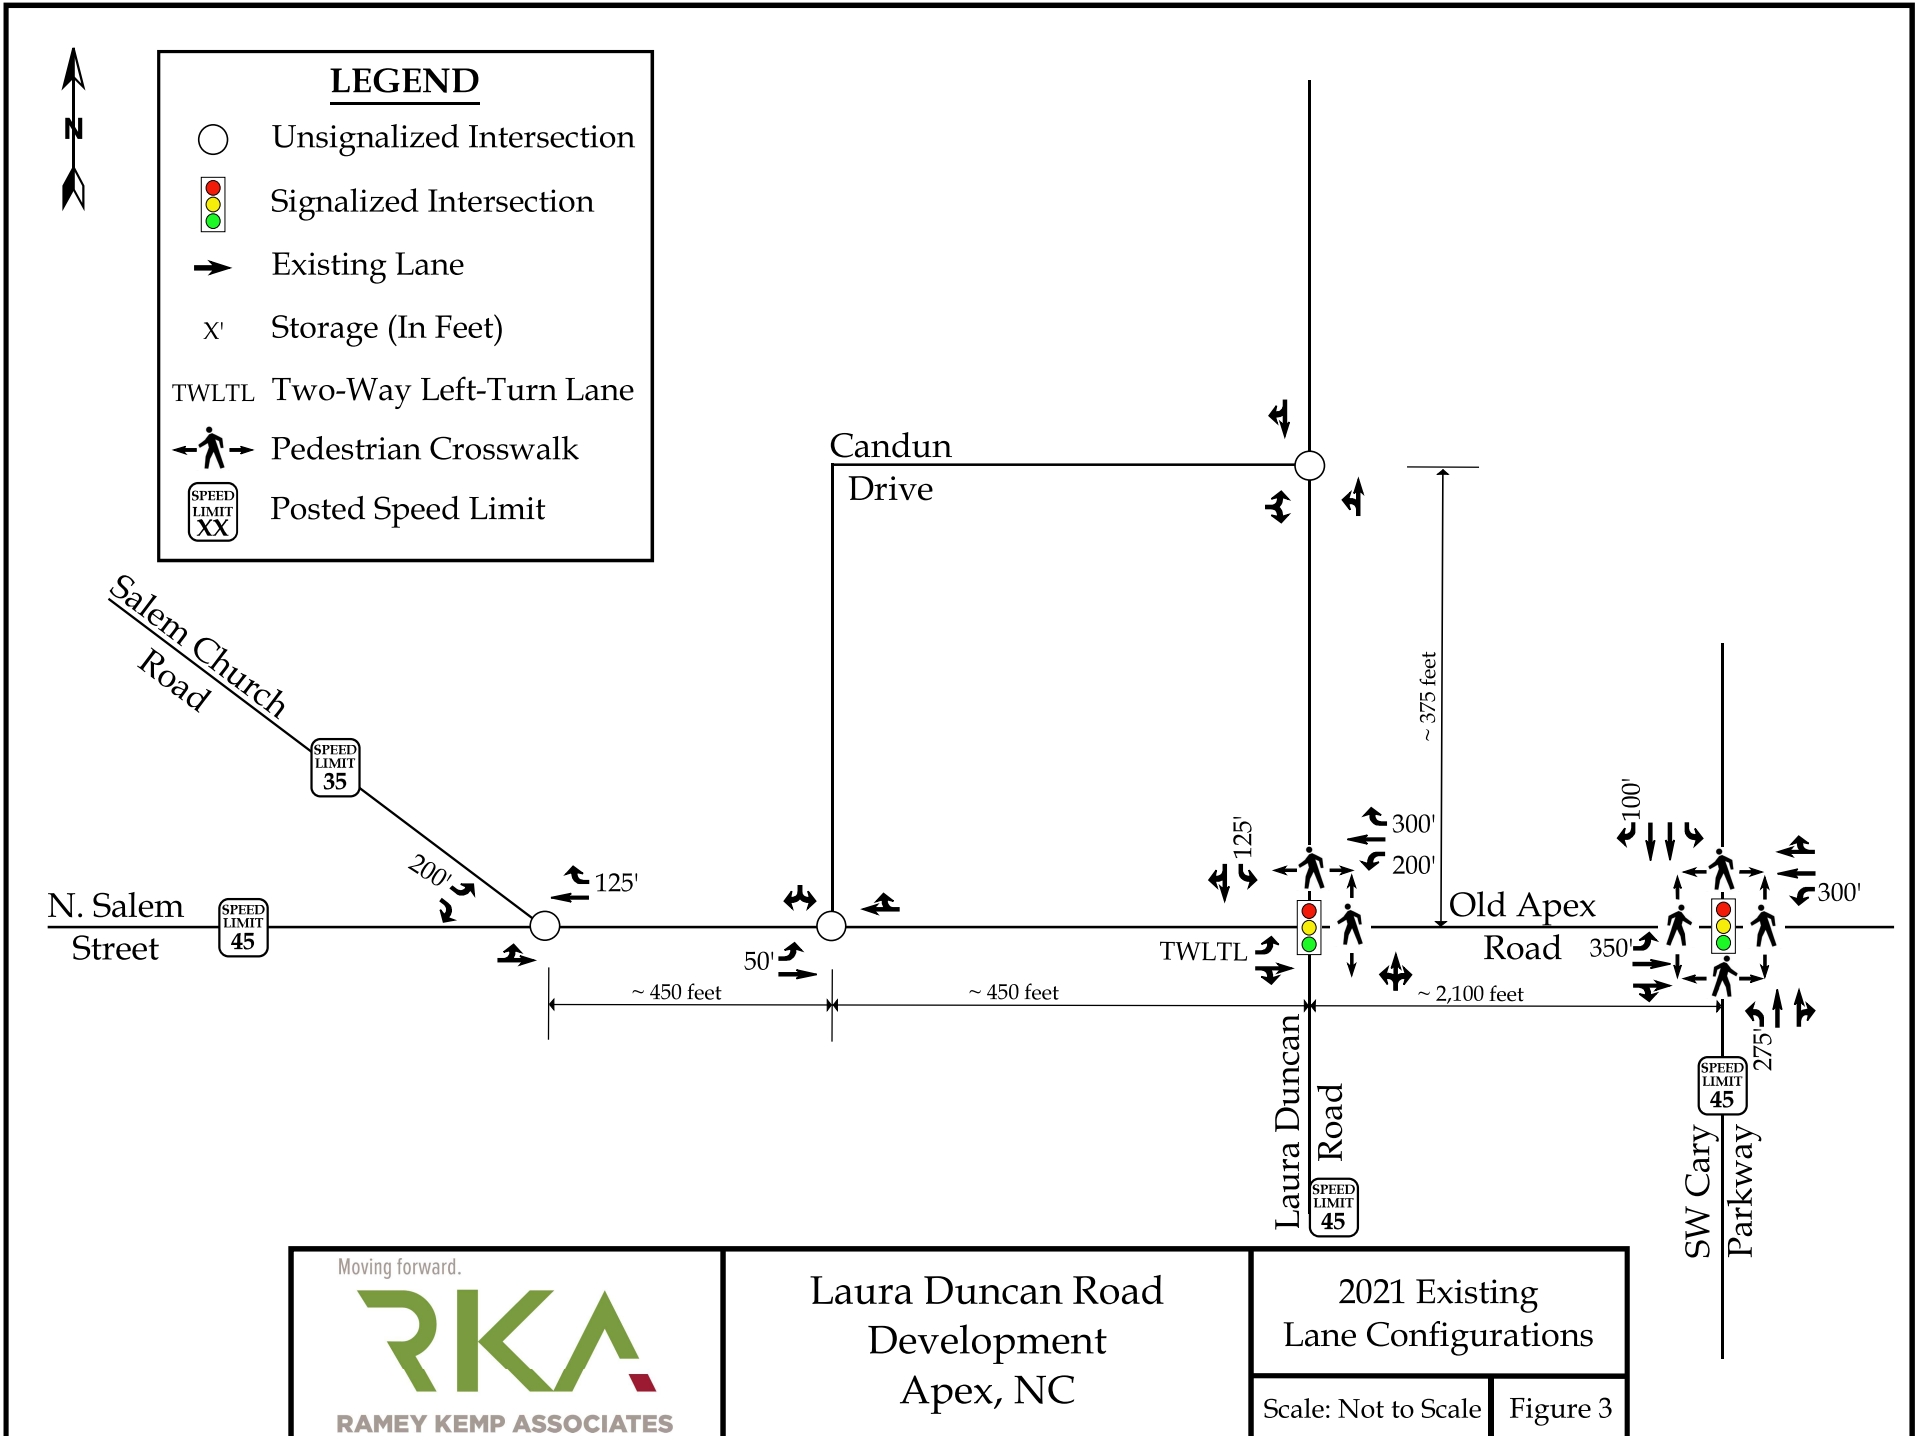 N
LEGEND
Unsignalized Intersection
Signalized Intersection
Existing Lane
X' Storage (In Feet)
TWLTL Two-Way Left-Turn Lane
Pedestrian Crosswalk
SPEED
LIMIT
XX
Posted Speed Limit
Candun
Drive
Salem Church
Road
SPEED
LIMIT
35
~ 375 feet
200'
125'
N. Salem
Street
SPEED
LIMIT
45
50'
125'
300'
200'
TWLTL
Old Apex
Road
100'
300'
350'
275'
~ 450 feet
~ 450 feet
~ 2,100 feet
Laura Duncan
Road
SPEED
LIMIT
45
SPEED
LIMIT
45
SW Cary
Parkway
Moving forward.
RKA
RAMEY KEMP ASSOCIATES
Laura Duncan Road
Development
Apex, NC
2021 Existing
Lane Configurations
Scale: Not to Scale
Figure 3